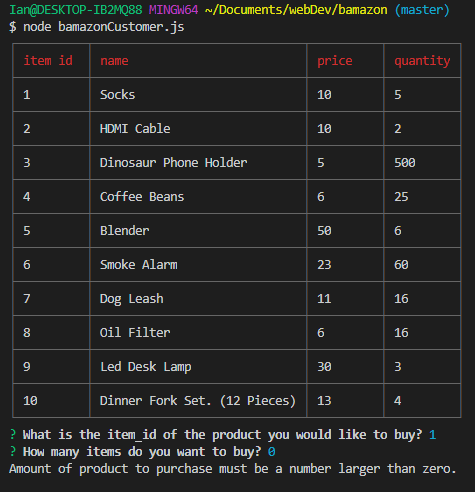 Ian@DESKTOP-IB2MQ88 MINGW64 ~/Documents/webDev/bamazon (master)
$ node bamazonCustomer.js
item id name price quantity
1 Socks 10 5
2 HDMI Cable 10 2
3 Dinosaur Phone Holder 5 500
4 Coffee Beans 6 25
5 Blender 50 6
6 Smoke Alarm 23 60
7 Dog Leash 11 16
8 Oil Filter 6 16
9 Led Desk Lamp 30 3
10 Dinner Fork Set. (12 Pieces) 13 4
? What is the item_id of the product you would like to buy? 1
? How many items do you want to buy? 0
Amount of product to purchase must be a number larger than zero.